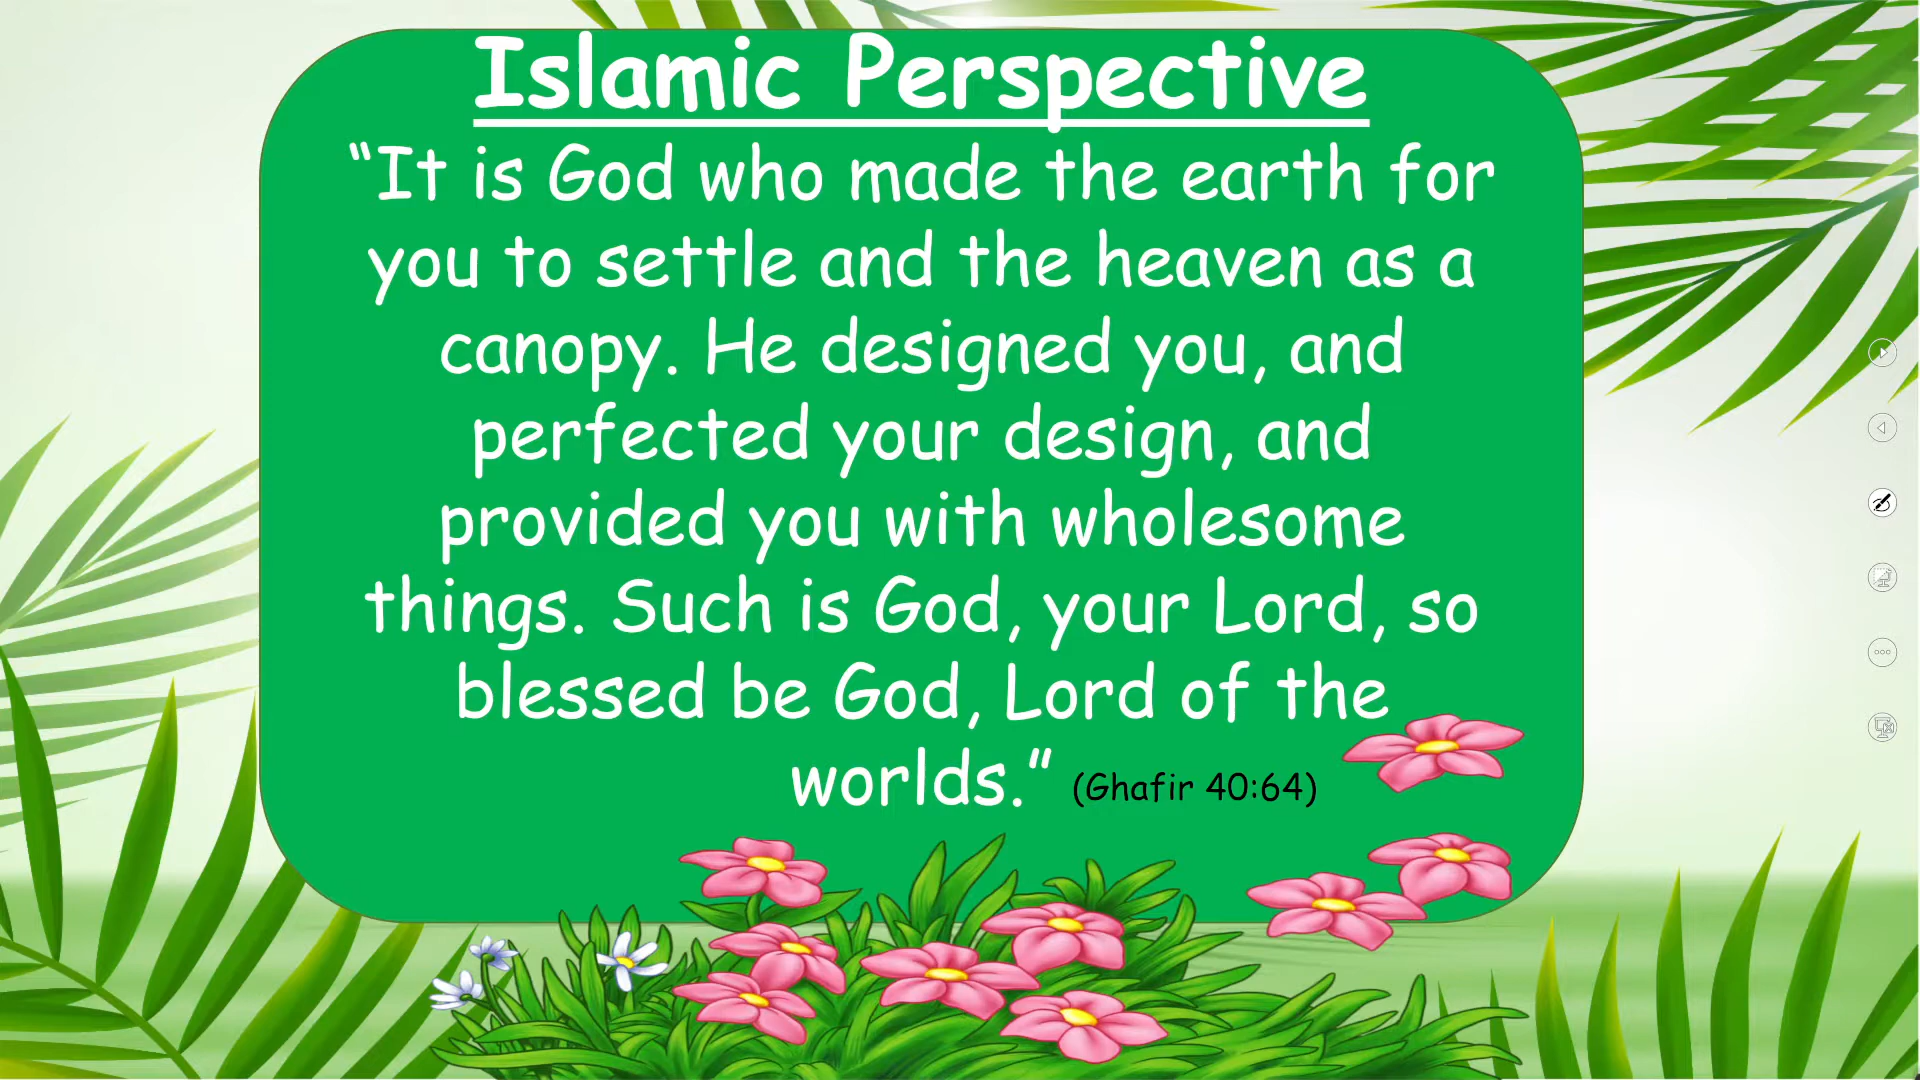 Islamic Perspective
“It is God who made the earth for
you to settle and the heaven as a
canopy. He designed you, and
perfected your design, and
provided you with wholesome
things. Such is God, your Lord, so
blessed be God, Lord of the
worlds.” (Ghafir 40:64)